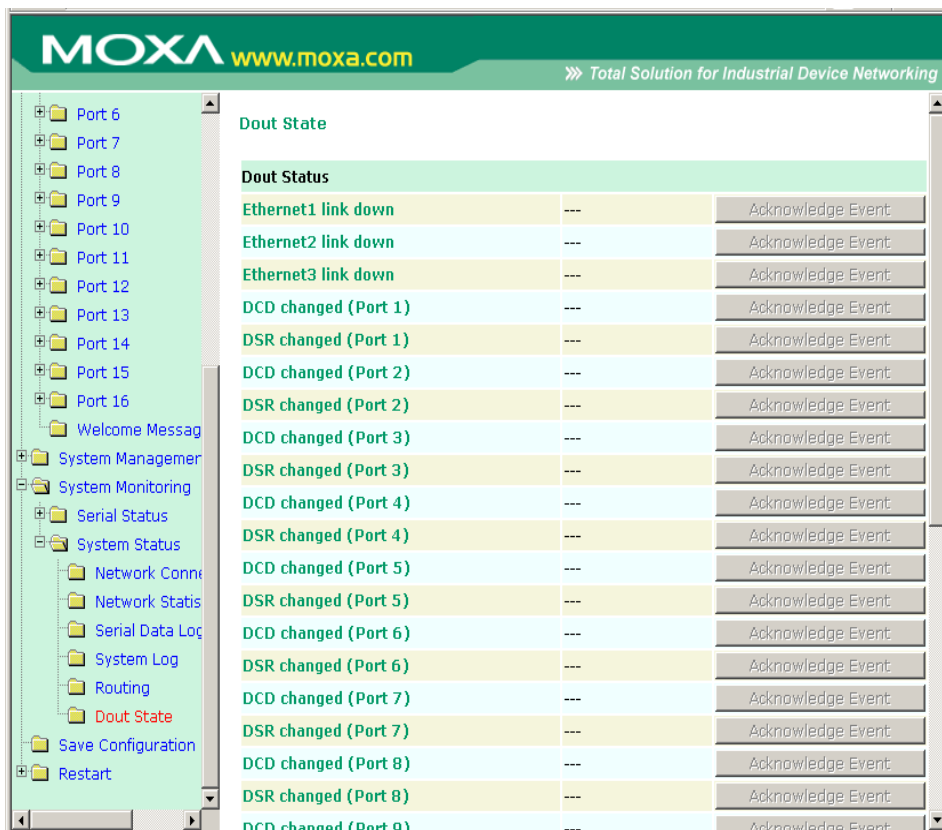 MOXA www.moxa.com
Total Solution for Industrial Device Networking
Port 6
Port 7
Port 8
Port 9
Port 10
Port 11
Port 12
Port 13
Port 14
Port 15
Port 16
Welcome Messag
System Managemer
System Monitoring
Serial Status
System Status
Network Conne
Network Statis
Serial Data Log
System Log
Routing
Dout State
Save Configuration
Restart
Dout State
Dout Status
Ethernet1 link down --- Acknowledge Event
Ethernet2 link down --- Acknowledge Event
Ethernet3 link down --- Acknowledge Event
DCD changed (Port 1) --- Acknowledge Event
DSR changed (Port 1) --- Acknowledge Event
DCD changed (Port 2) --- Acknowledge Event
DSR changed (Port 2) --- Acknowledge Event
DCD changed (Port 3) --- Acknowledge Event
DSR changed (Port 3) --- Acknowledge Event
DCD changed (Port 4) --- Acknowledge Event
DSR changed (Port 4) --- Acknowledge Event
DCD changed (Port 5) --- Acknowledge Event
DSR changed (Port 5) --- Acknowledge Event
DCD changed (Port 6) --- Acknowledge Event
DSR changed (Port 6) --- Acknowledge Event
DCD changed (Port 7) --- Acknowledge Event
DSR changed (Port 7) --- Acknowledge Event
DCD changed (Port 8) --- Acknowledge Event
DSR changed (Port 8) --- Acknowledge Event
DCD changed (Port 9) --- Acknowledge Event